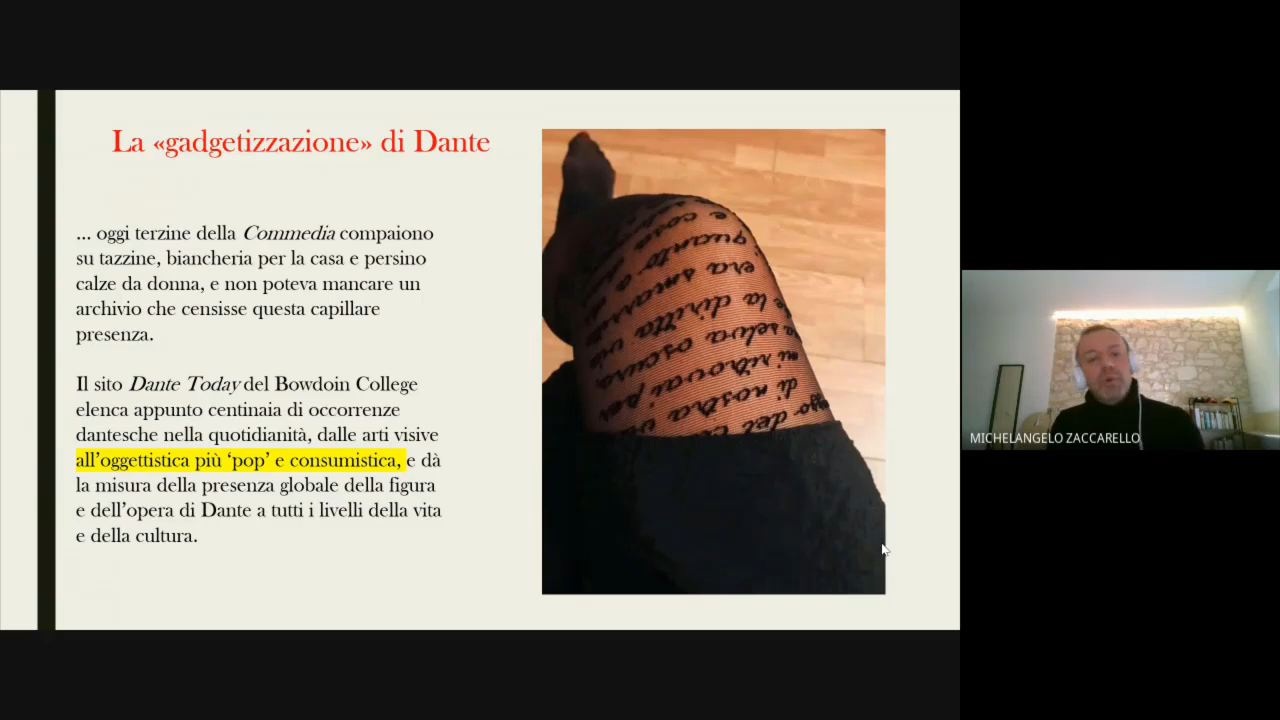 La «gadgetizzazione» di Dante
... oggi terzine della Commedia compaiono
su tazzine, biancheria per la casa e persino
calze da donna, e non poteva mancare un
archivio che censisse questa capillare
presenza.
Il sito Dante Today del Bowdoin College
elenca appunto centinaia di occorrenze
dantesche nella quotidianità, dalle arti visive
all’oggettistica più ‘pop’ e consumistica, e dà
la misura della presenza globale della figura
e dell’opera di Dante a tutti i livelli della vita
e della cultura.
di nostra
mi ritrovai per
selva oscura
la diritta via
era
quanto
e cosa
MICHELANGELO ZACCARELLO